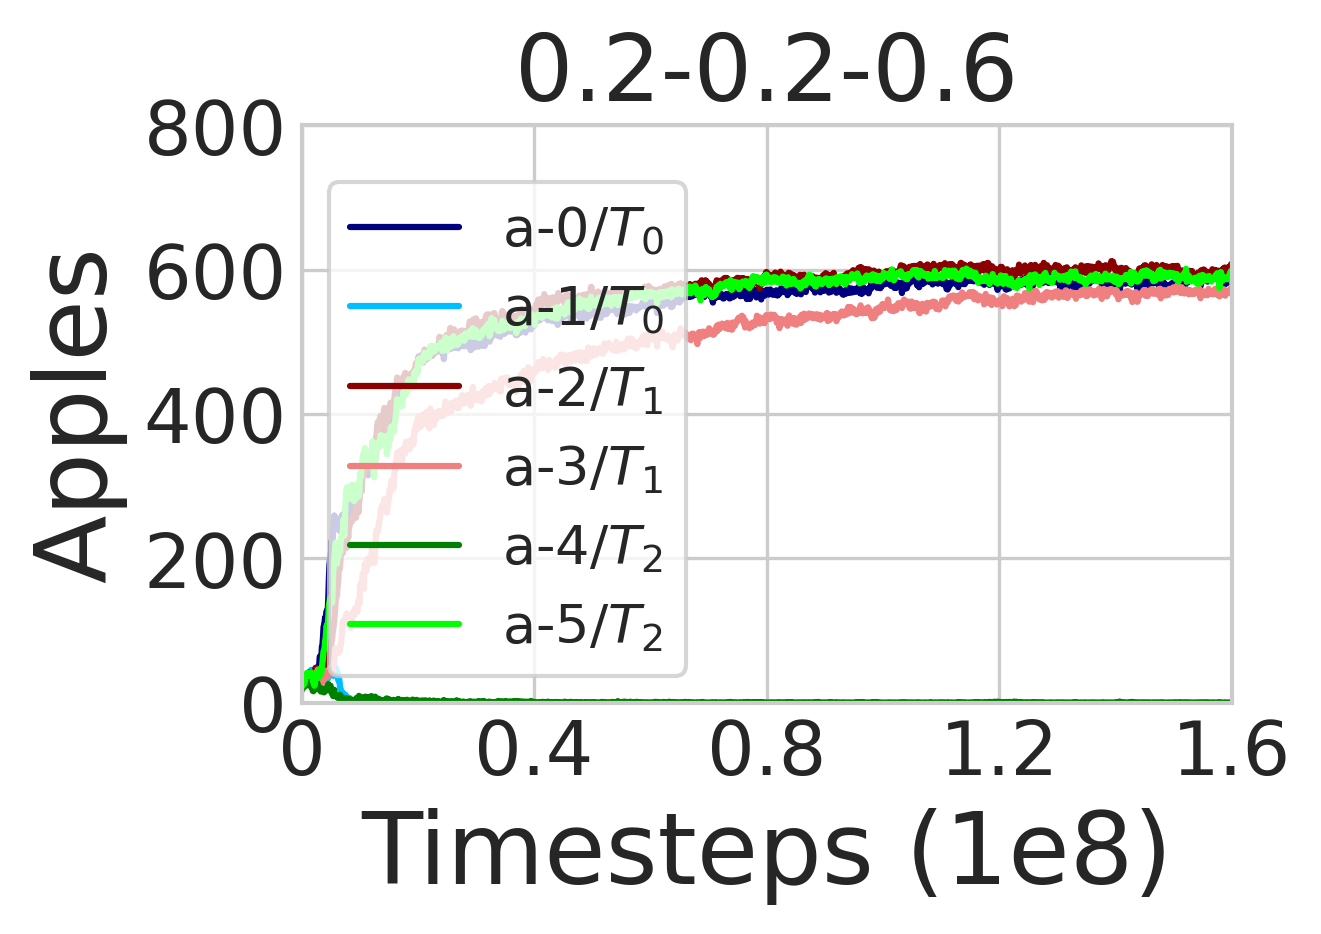 0.2-0.2-0.6
800
600
400
200
0
Apples
a-0/T₀
a-1/T₀
a-2/T₁
a-3/T₁
a-4/T₂
a-5/T₂
0 0.4 0.8 1.2 1.6
Timesteps (1e8)